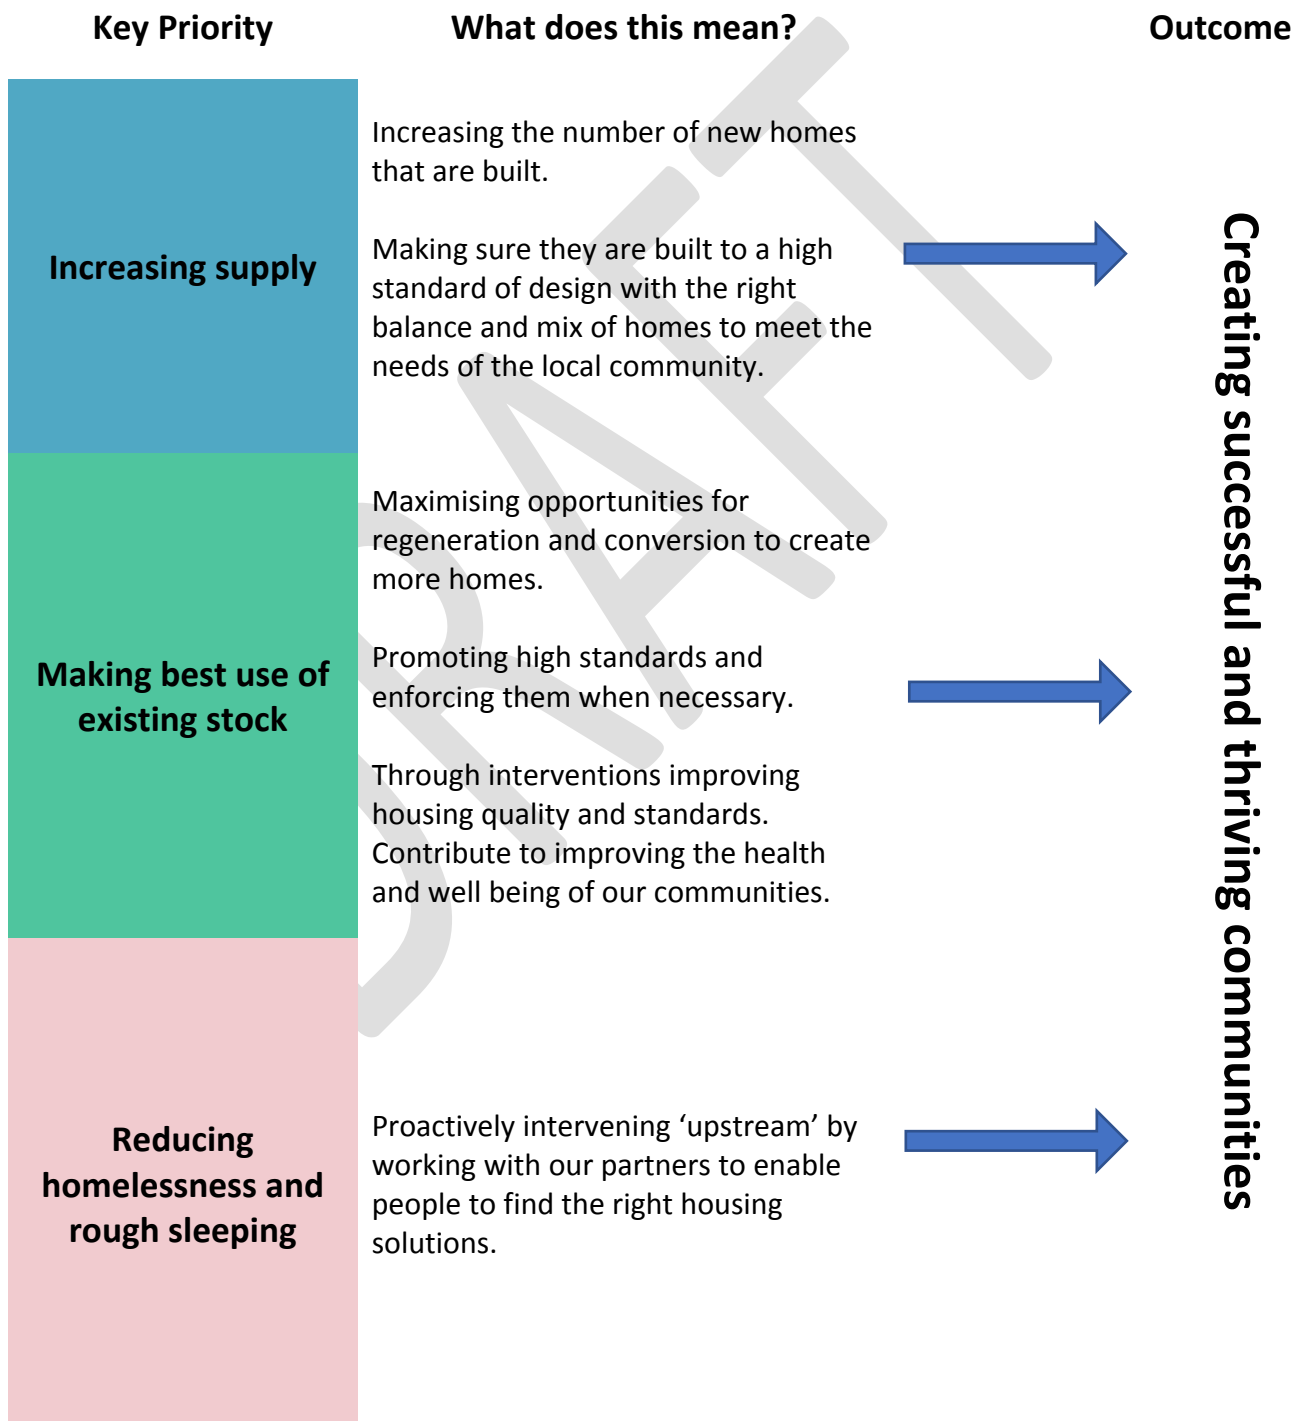 Key Priority
What does this mean?
Outcome
Increasing supply
Increasing the number of new homes
that are built.
Making sure they are built to a high
standard of design with the right
balance and mix of homes to meet the
needs of the local community.
Making best use of
existing stock
Maximising opportunities for
regeneration and conversion to create
more homes.
Promoting high standards and
enforcing them when necessary.
Through interventions improving
housing quality and standards.
Contribute to improving the health
and well being of our communities.
Reducing
homelessness and
rough sleeping
Proactively intervening ‘upstream’ by
working with our partners to enable
people to find the right housing
solutions.
Creating successful and thriving communities
DRAFT